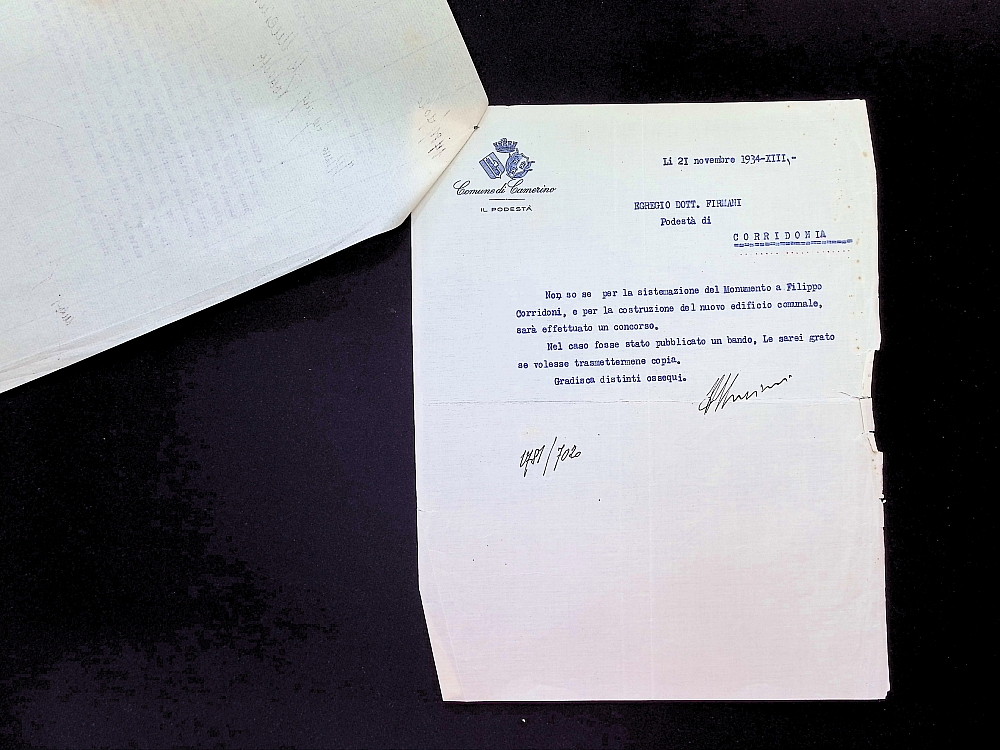 Comune di Camerino
IL PODESTÀ
Li 21 novembre 1934-XIII,-
EGREGIO DOTT. FIRMANI
Podestà di
CORRIDONIA
Non so se per la sistemazione del Monumento a Filippo
Corridoni, e per la costruzione del nuovo edificio comunale,
sarà effettuato un concorso.
Nel caso fosse stato pubblicato un bando, Le sarei grato
se volesse trasmettermene copia.
Gradisca distinti ossequi.
1781/7020